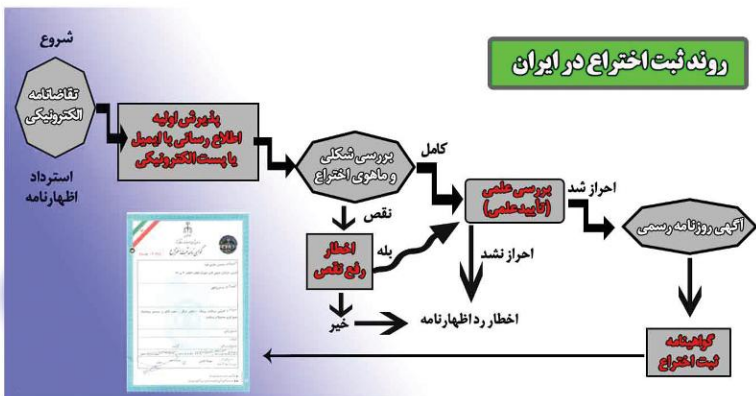 روند ثبت اختراع در ایران
شروع
تقاضانامه
الکترونیکی
استرداد
اظهارنامه
پذیرش اولیه
اطلاع رسانی با ایمیل
یا پست الکترونیکی
بررسی شکلی
و ماهوی اختراع
کامل
نقص
اخطار
رفع نقص
بله
خیر
بررسی علمی
(تأیید علمی)
احراز شد
احراز نشد
اخطار رد اظهارنامه
آگهی روزنامه رسمی
گواهینامه
ثبت اختراع